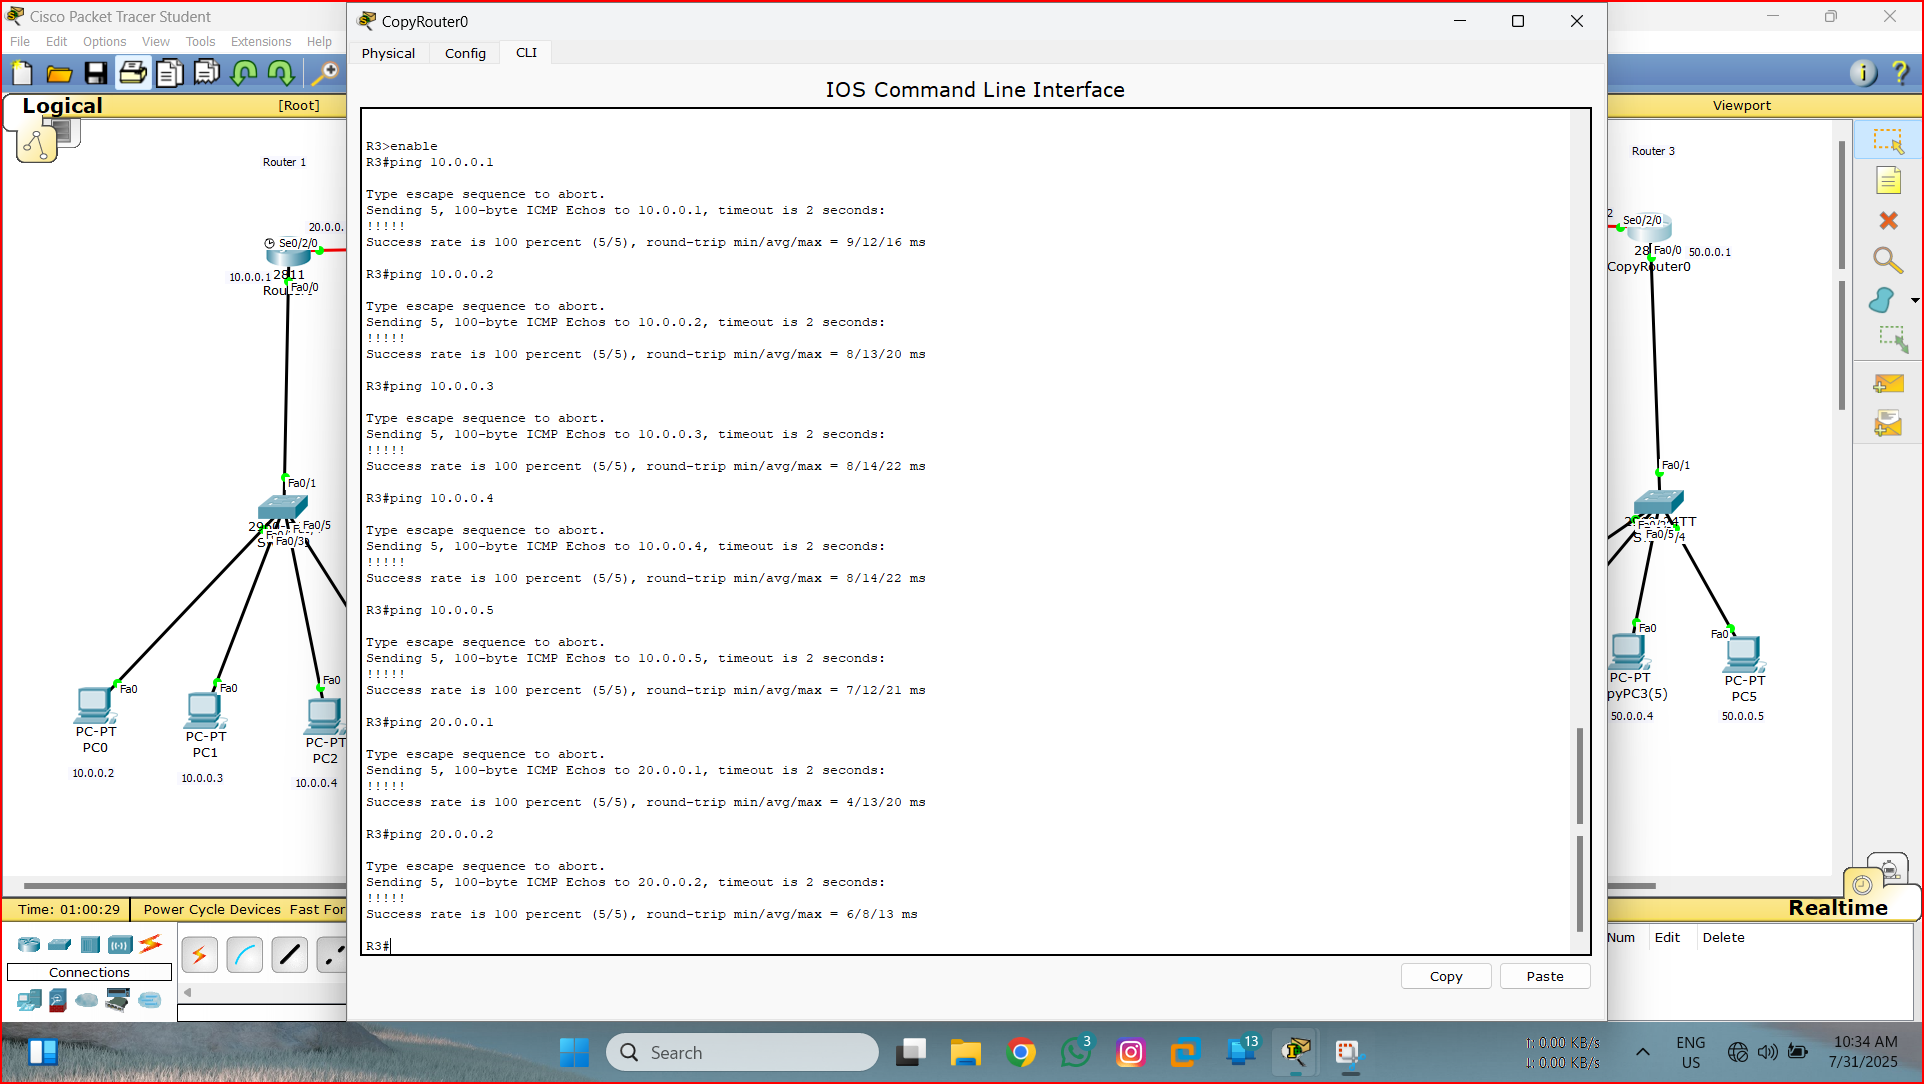 Cisco Packet Tracer Student
File Edit Options View Tools Extensions Help
Logical
[Root]
Viewport
CopyRouter0
Physical Config CLI
IOS Command Line Interface
R3>enable
R3#ping 10.0.0.1
Type escape sequence to abort.
Sending 5, 100-byte ICMP Echos to 10.0.0.1, timeout is 2 seconds:
!!!!!
Success rate is 100 percent (5/5), round-trip min/avg/max = 9/12/16 ms
R3#ping 10.0.0.2
Type escape sequence to abort.
Sending 5, 100-byte ICMP Echos to 10.0.0.2, timeout is 2 seconds:
!!!!!
Success rate is 100 percent (5/5), round-trip min/avg/max = 8/13/20 ms
R3#ping 10.0.0.3
Type escape sequence to abort.
Sending 5, 100-byte ICMP Echos to 10.0.0.3, timeout is 2 seconds:
!!!!!
Success rate is 100 percent (5/5), round-trip min/avg/max = 8/14/22 ms
R3#ping 10.0.0.4
Type escape sequence to abort.
Sending 5, 100-byte ICMP Echos to 10.0.0.4, timeout is 2 seconds:
!!!!!
Success rate is 100 percent (5/5), round-trip min/avg/max = 8/14/22 ms
R3#ping 10.0.0.5
Type escape sequence to abort.
Sending 5, 100-byte ICMP Echos to 10.0.0.5, timeout is 2 seconds:
!!!!!
Success rate is 100 percent (5/5), round-trip min/avg/max = 7/12/21 ms
R3#ping 20.0.0.1
Type escape sequence to abort.
Sending 5, 100-byte ICMP Echos to 20.0.0.1, timeout is 2 seconds:
!!!!!
Success rate is 100 percent (5/5), round-trip min/avg/max = 4/13/20 ms
R3#ping 20.0.0.2
Type escape sequence to abort.
Sending 5, 100-byte ICMP Echos to 20.0.0.2, timeout is 2 seconds:
!!!!!
Success rate is 100 percent (5/5), round-trip min/avg/max = 6/8/13 ms
R3#
Copy Paste
Router 1
20.0.0.
Se0/2/0
10.0.0.1
2811
Fa0/0
Fa0/1
Fa0/5
Fa0/3
Fa0
Fa0
Fa0
PC-PT
PC0
10.0.0.2
PC-PT
PC1
10.0.0.3
PC-PT
PC2
10.0.0.4
Router 3
2
Se0/2/0
28
Fa0/0
50.0.0.1
CopyRouter0
Fa0/1
4TT
Fa0/5
Fa0
Fa0
PC-PT
pyPC3(5)
50.0.0.4
PC-PT
PC5
50.0.0.5
Time: 01:00:29
Power Cycle Devices Fast For
Realtime
Connections
Num Edit Delete
Search
3
13
↑: 0.00 KB/s
↓: 0.00 KB/s
ENG
US
10:34 AM
7/31/2025